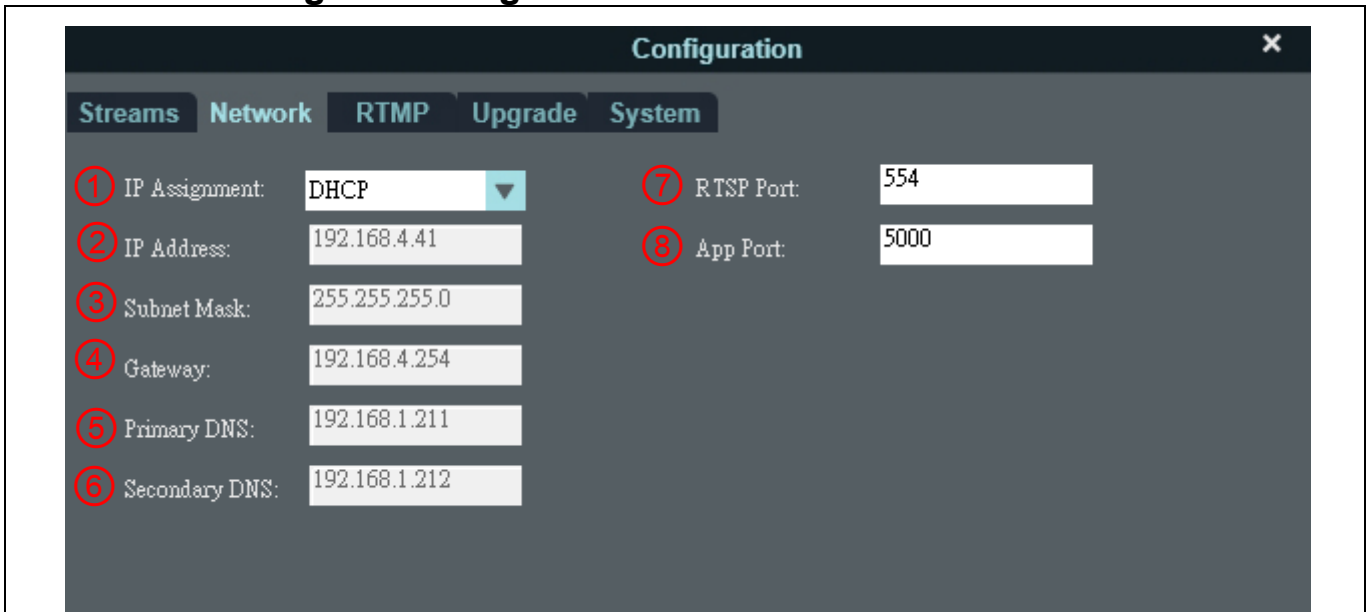 Configuration ×
Streams Network RTMP Upgrade System
① IP Assignment: DHCP ▼
② IP Address: 192.168.4.41
③ Subnet Mask: 255.255.255.0
④ Gateway: 192.168.4.254
⑤ Primary DNS: 192.168.1.211
⑥ Secondary DNS: 192.168.1.212
⑦ RTSP Port: 554
⑧ App Port: 5000